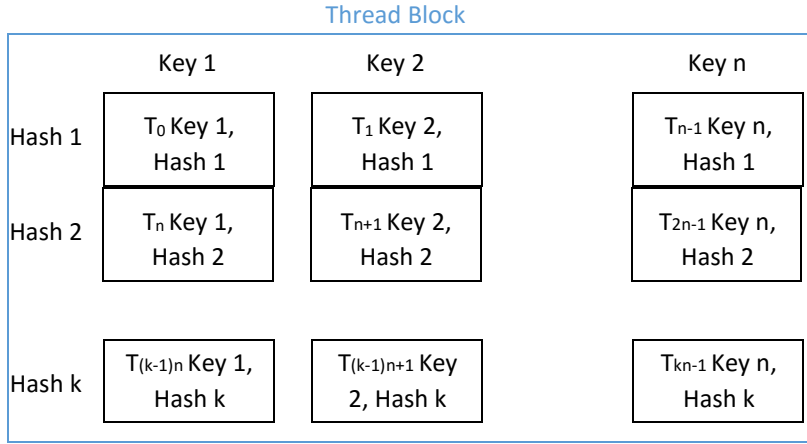 Thread Block
Key 1 Key 2 Key n
Hash 1
T0 Key 1,
Hash 1
T1 Key 2,
Hash 1
Tn-1 Key n,
Hash 1
Hash 2
Tn Key 1,
Hash 2
Tn+1 Key 2,
Hash 2
T2n-1 Key n,
Hash 2
Hash k
T(k-1)n Key 1,
Hash k
T(k-1)n+1 Key
2, Hash k
Tkn-1 Key n,
Hash k